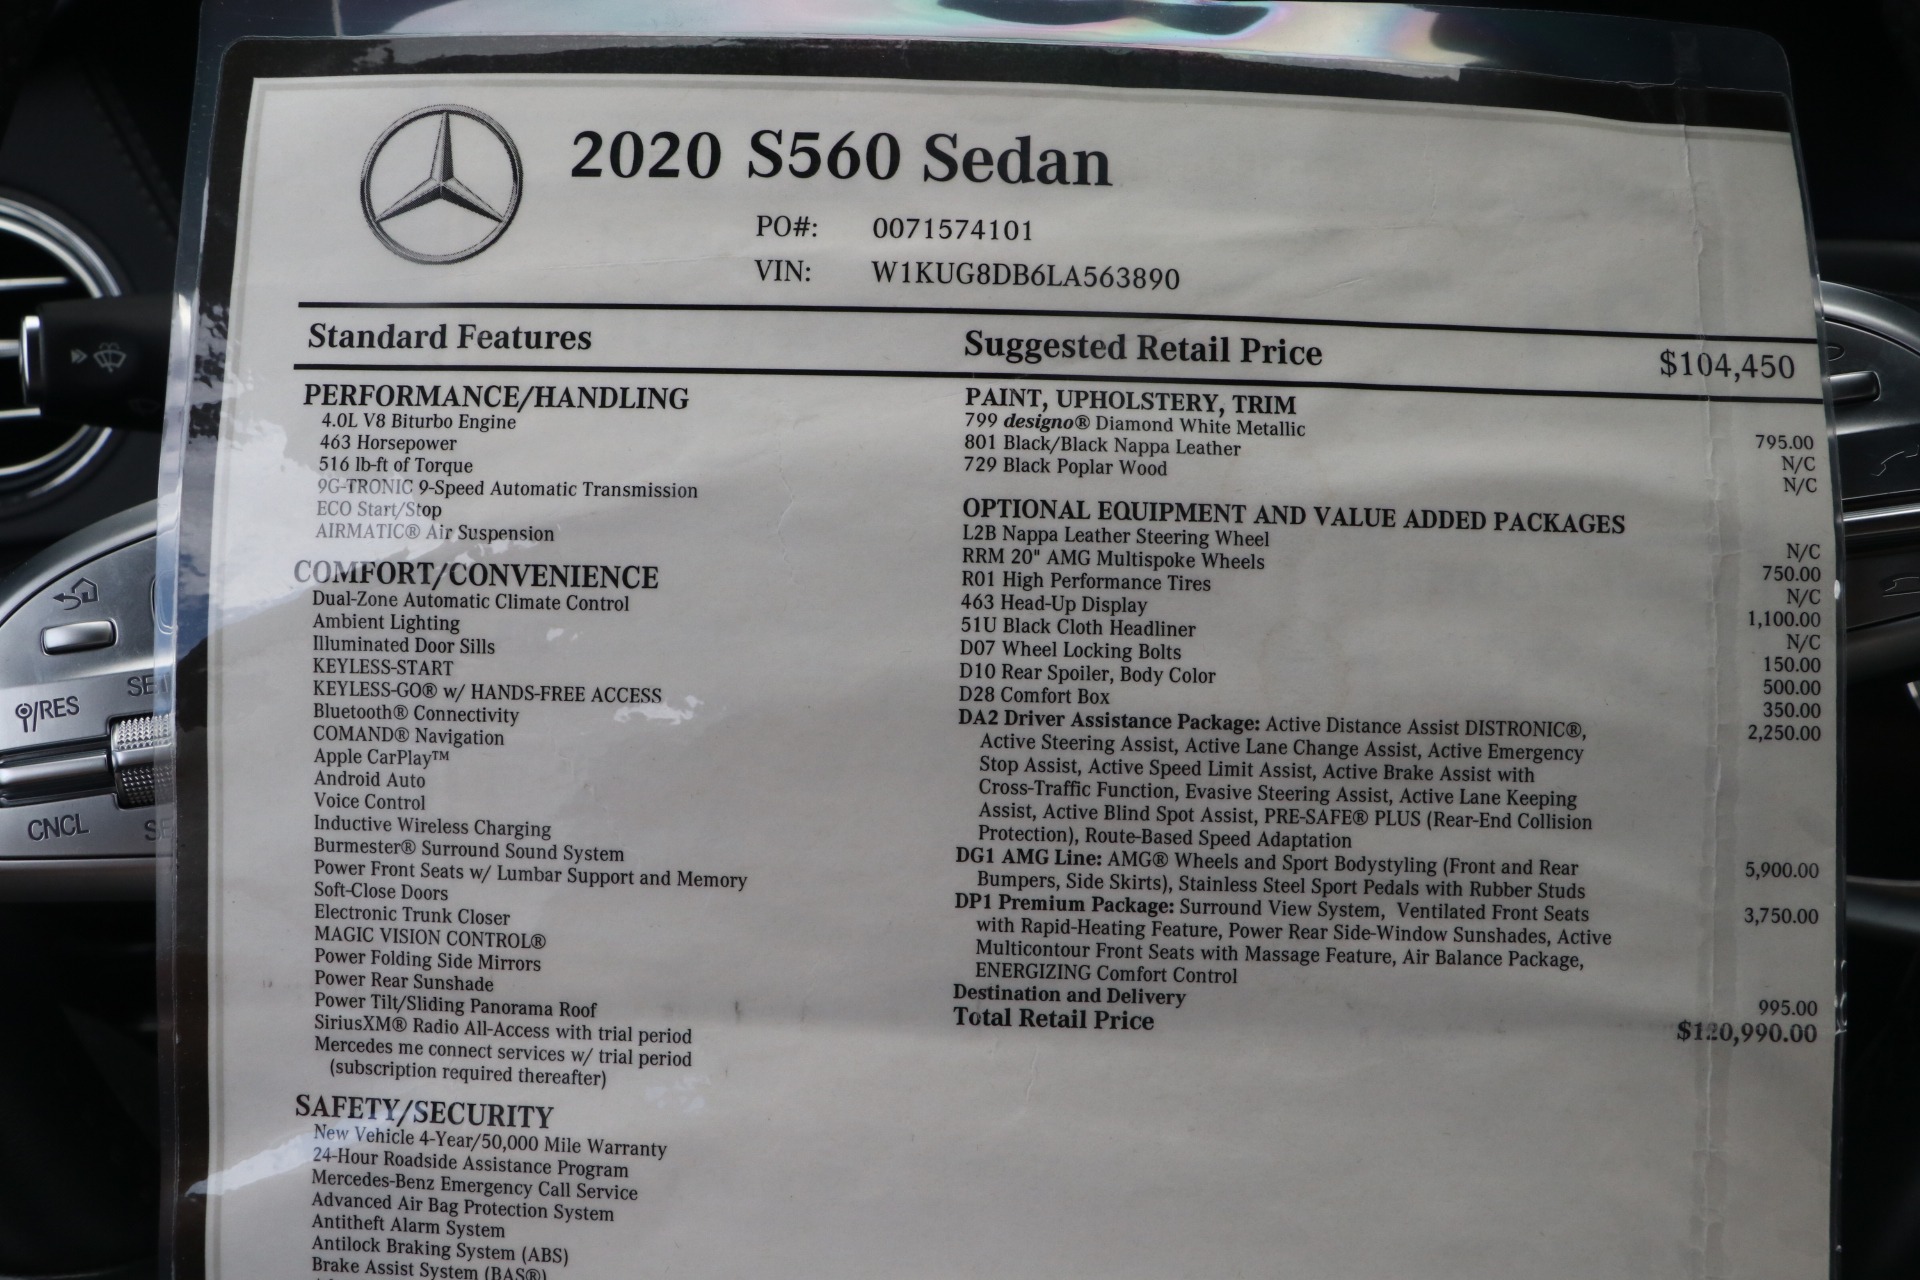 2020 S560 Sedan
PO#: 0071574101
VIN: W1KUG8DB6LA563890
Standard Features
Suggested Retail Price $104,450
PERFORMANCE/HANDLING
4.0L V8 Biturbo Engine
463 Horsepower
516 lb-ft of Torque
9G-TRONIC 9-Speed Automatic Transmission
ECO Start/Stop
AIRMATIC® Air Suspension
COMFORT/CONVENIENCE
Dual-Zone Automatic Climate Control
Ambient Lighting
Illuminated Door Sills
KEYLESS-START
KEYLESS-GO® w/ HANDS-FREE ACCESS
Bluetooth® Connectivity
COMAND® Navigation
Apple CarPlay™
Android Auto
Voice Control
Inductive Wireless Charging
Burmester® Surround Sound System
Power Front Seats w/ Lumbar Support and Memory
Soft-Close Doors
Electronic Trunk Closer
MAGIC VISION CONTROL®
Power Folding Side Mirrors
Power Rear Sunshade
Power Tilt/Sliding Panorama Roof
SiriusXM® Radio All-Access with trial period
Mercedes me connect services w/ trial period
(subscription required thereafter)
SAFETY/SECURITY
New Vehicle 4-Year/50,000 Mile Warranty
24-Hour Roadside Assistance Program
Mercedes-Benz Emergency Call Service
Advanced Air Bag Protection System
Antitheft Alarm System
Antilock Braking System (ABS)
Brake Assist System (BAS®)
PAINT, UPHOLSTERY, TRIM
799 designo® Diamond White Metallic 795.00
801 Black/Black Nappa Leather N/C
729 Black Poplar Wood N/C
OPTIONAL EQUIPMENT AND VALUE ADDED PACKAGES
L2B Nappa Leather Steering Wheel N/C
RRM 20" AMG Multispoke Wheels 750.00
R01 High Performance Tires N/C
463 Head-Up Display 1,100.00
51U Black Cloth Headliner N/C
D07 Wheel Locking Bolts 150.00
D10 Rear Spoiler, Body Color 500.00
D28 Comfort Box 350.00
DA2 Driver Assistance Package: Active Distance Assist DISTRONIC®, 2,250.00
Active Steering Assist, Active Lane Change Assist, Active Emergency
Stop Assist, Active Speed Limit Assist, Active Brake Assist with
Cross-Traffic Function, Evasive Steering Assist, Active Lane Keeping
Assist, Active Blind Spot Assist, PRE-SAFE® PLUS (Rear-End Collision
Protection), Route-Based Speed Adaptation
DG1 AMG Line: AMG® Wheels and Sport Bodystyling (Front and Rear 5,900.00
Bumpers, Side Skirts), Stainless Steel Sport Pedals with Rubber Studs
DP1 Premium Package: Surround View System, Ventilated Front Seats 3,750.00
with Rapid-Heating Feature, Power Rear Side-Window Sunshades, Active
Multicontour Front Seats with Massage Feature, Air Balance Package,
ENERGIZING Comfort Control
Destination and Delivery 995.00
Total Retail Price $120,990.00
/RES
CNCL